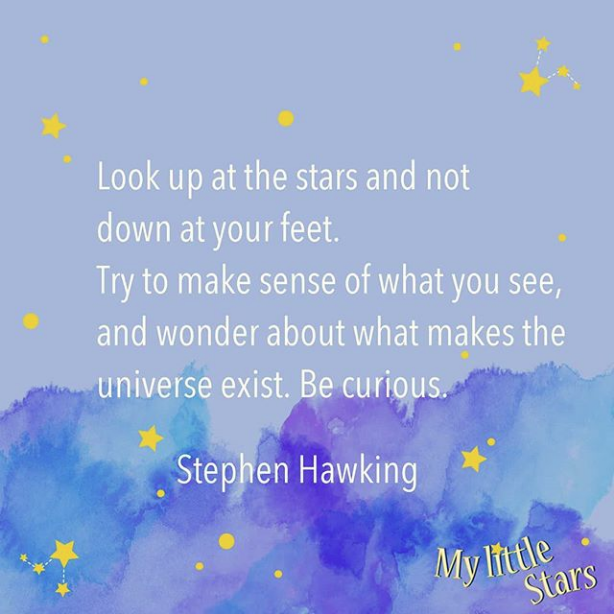 Look up at the stars and not
down at your feet.
Try to make sense of what you see,
and wonder about what makes the
universe exist. Be curious.
Stephen Hawking
My little
Stars